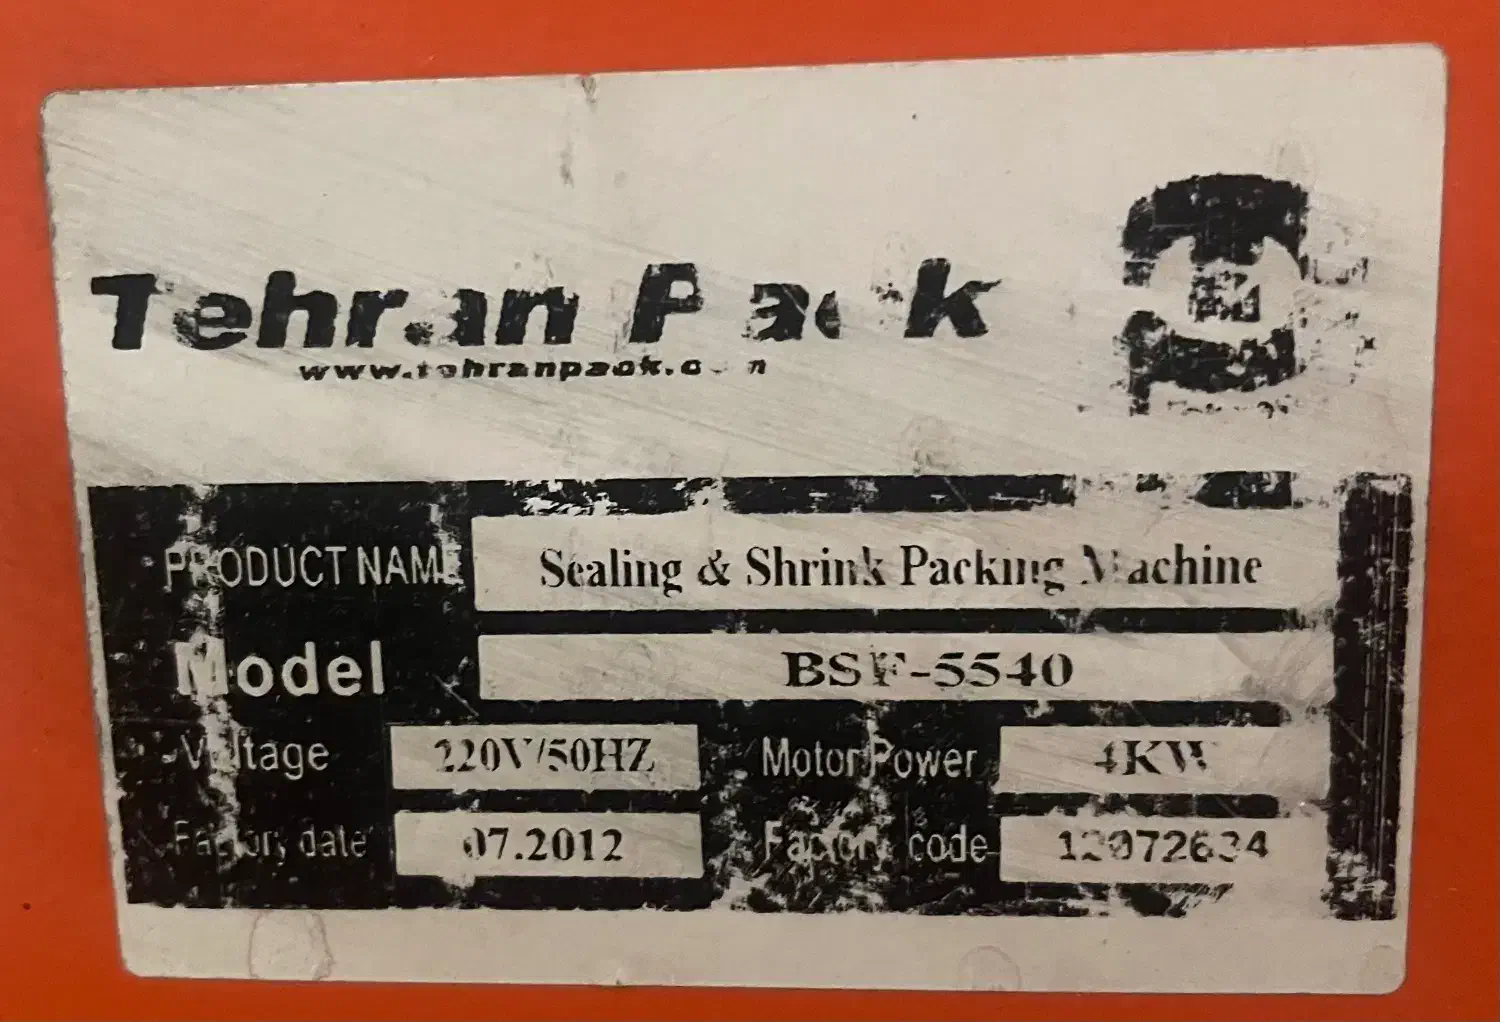 Tehran Pack
www.tehranpack.com
PRODUCT NAME Sealing & Shrink Packing Machine
Model BSF-5540
Voltage 220V/50HZ Motor Power 4KW
Factory date 07.2012 Factory code 12072634